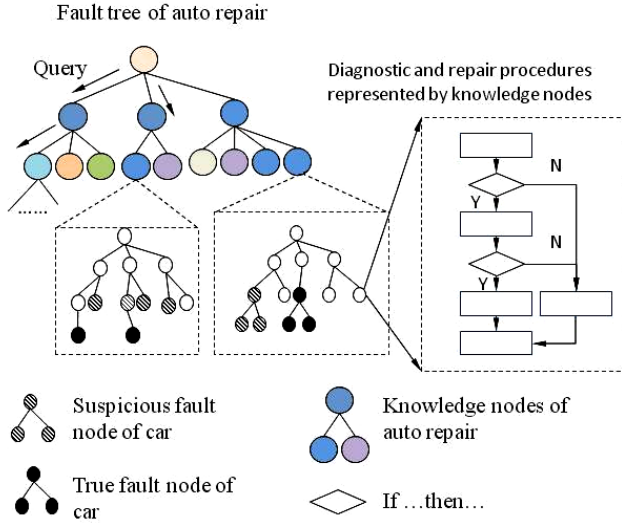 Fault tree of auto repair
Query
Diagnostic and repair procedures
represented by knowledge nodes
N
Y
N
Y
......
Suspicious fault
node of car
Knowledge nodes of
auto repair
True fault node of
car
If ...then...